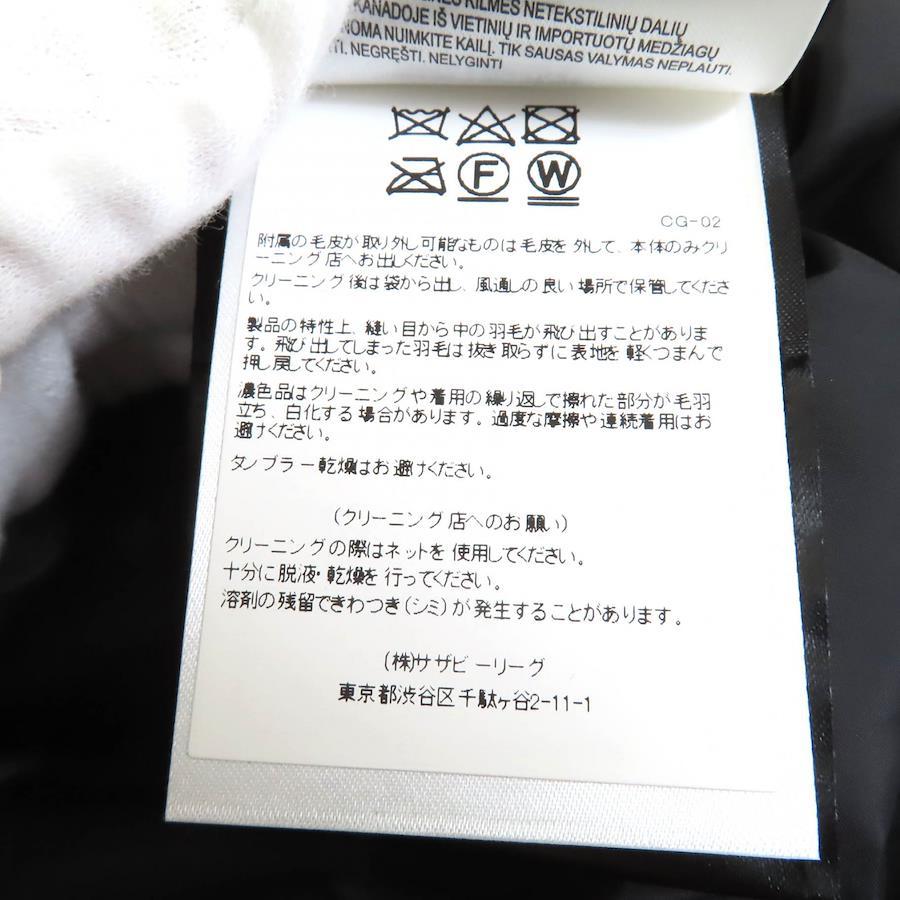 KILMĖS NETEKSTILINIŲ DALIŲ
KANADOJE IŠ VIETINIŲ IR IMPORTUOTŲ MEDŽIAGŲ
NUIMKITE KAILĮ. TIK SAUSAS VALYMAS NEPLAUTI.
NEGRĘŠTI. NELYGINTI
F W
CG-02
附属の毛皮が取り外し可能なものは毛皮を外して、本体のみクリ
ーニング店へお出しください。
クリーニング後は袋から出し、風通しの良い場所で保管してくださ
い。
製品の特性上、縫い目から中の羽毛が飛び出すことがありま
す。飛び出してしまった羽毛は抜き取らずに表地を軽くつまんで
押し戻してください。
濃色品はクリーニングや着用の繰り返しで擦れた部分が毛羽
立ち、白化する場合があります。過度な摩擦や連続着用はお
避けください。
タンブラー乾燥はお避けください。
(クリーニング店へのお願い)
クリーニングの際はネットを使用してください。
十分に脱液・乾燥を行ってください。
溶剤の残留できわつき(シミ)が発生することがあります。
(株)サザビーリーグ
東京都渋谷区千駄ヶ谷2-11-1